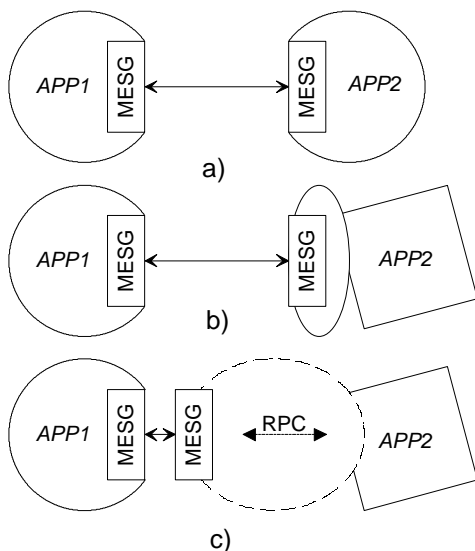 APP1 MESG MESG APP2
a)
APP1 MESG MESG APP2
b)
APP1 MESG MESG RPC APP2
c)